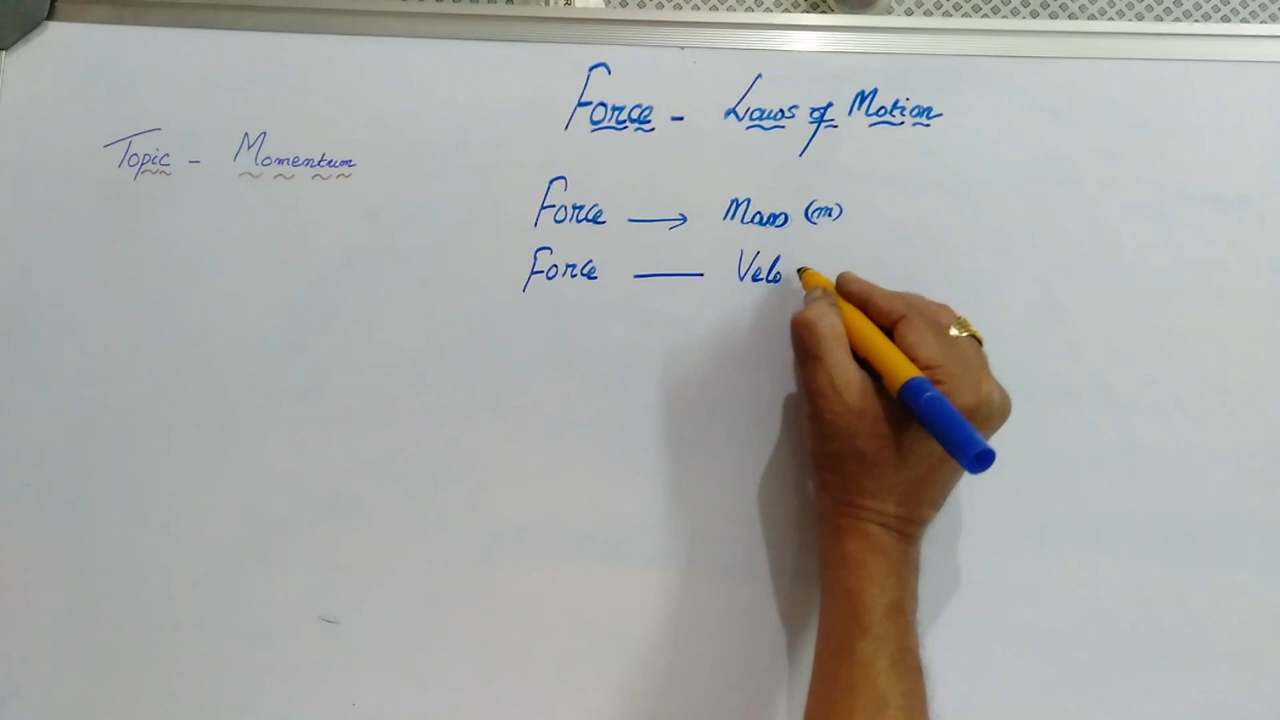 Force - Laws of Motion
Topic - Momentum
Force → Mass (m)
Force — Velo